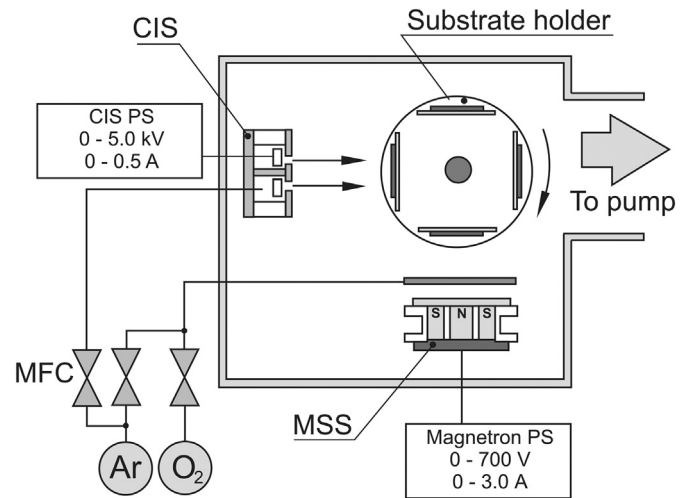 CIS
Substrate holder
CIS PS
0 - 5.0 kV
0 - 0.5 A
To pump
S N S
MFC
MSS
Ar
O₂
Magnetron PS
0 - 700 V
0 - 3.0 A